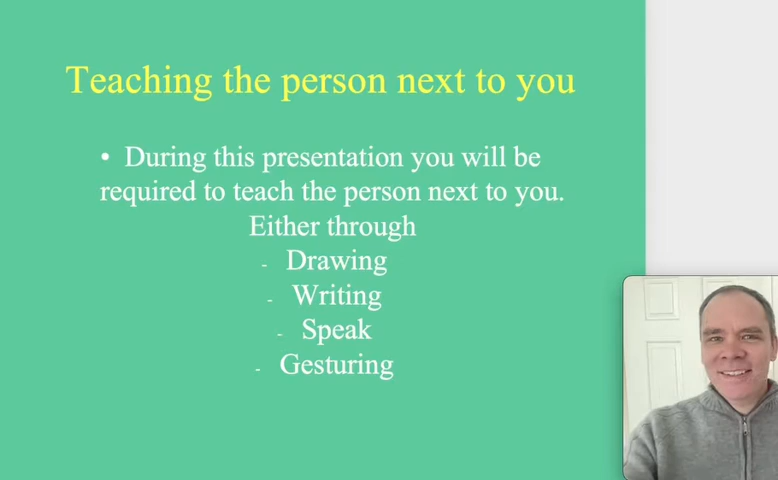 Teaching the person next to you
• During this presentation you will be
required to teach the person next to you.
Either through
- Drawing
- Writing
- Speak
- Gesturing